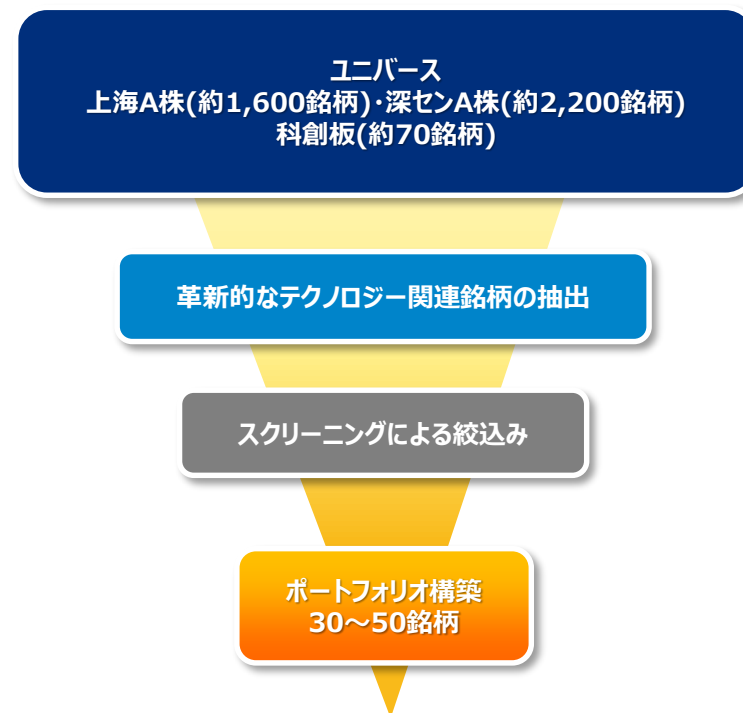 ユニバース
上海A株(約1,600銘柄)･深センA株(約2,200銘柄)
科創板(約70銘柄)
革新的なテクノロジー関連銘柄の抽出
スクリーニングによる絞込み
ポートフォリオ構築
30～50銘柄